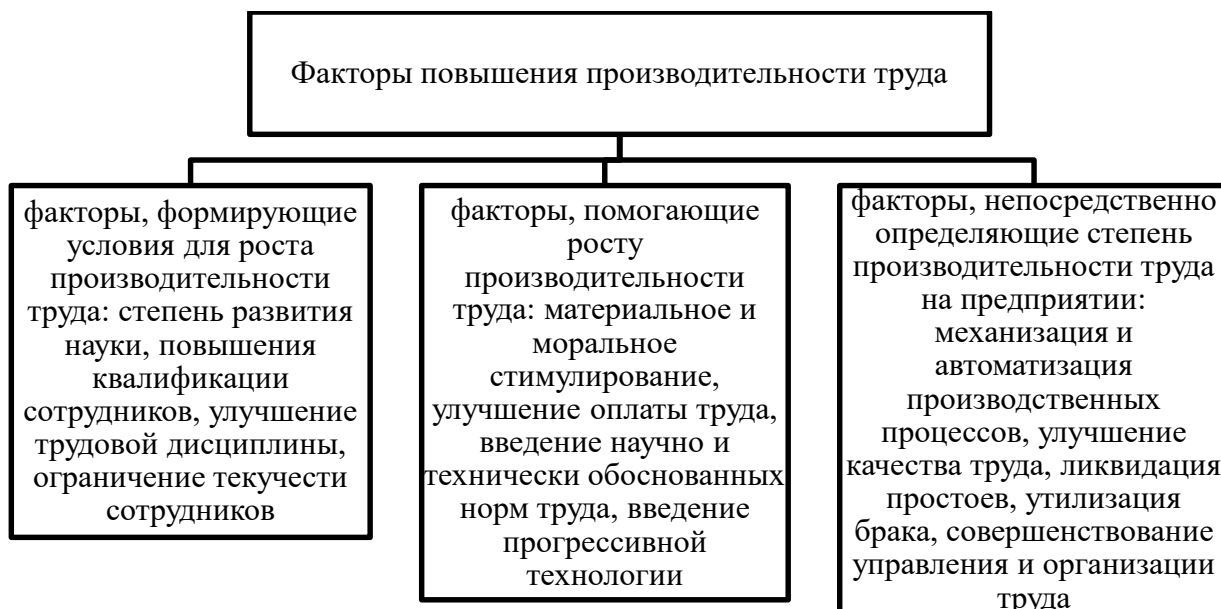 Факторы повышения производительности труда
факторы, формирующие
условия для роста
производительности
труда: степень развития
науки, повышения
квалификации
сотрудников, улучшение
трудовой дисциплины,
ограничение текучести
сотрудников
факторы, помогающие
росту
производительности
труда: материальное и
моральное
стимулирование,
улучшение оплаты труда,
введение научно и
технически обоснованных
норм труда, введение
прогрессивной
технологии
факторы, непосредственно
определяющие степень
производительности труда
на предприятии:
механизация и
автоматизация
производственных
процессов, улучшение
качества труда, ликвидация
простоев, утилизация
брака, совершенствование
управления и организации
труда